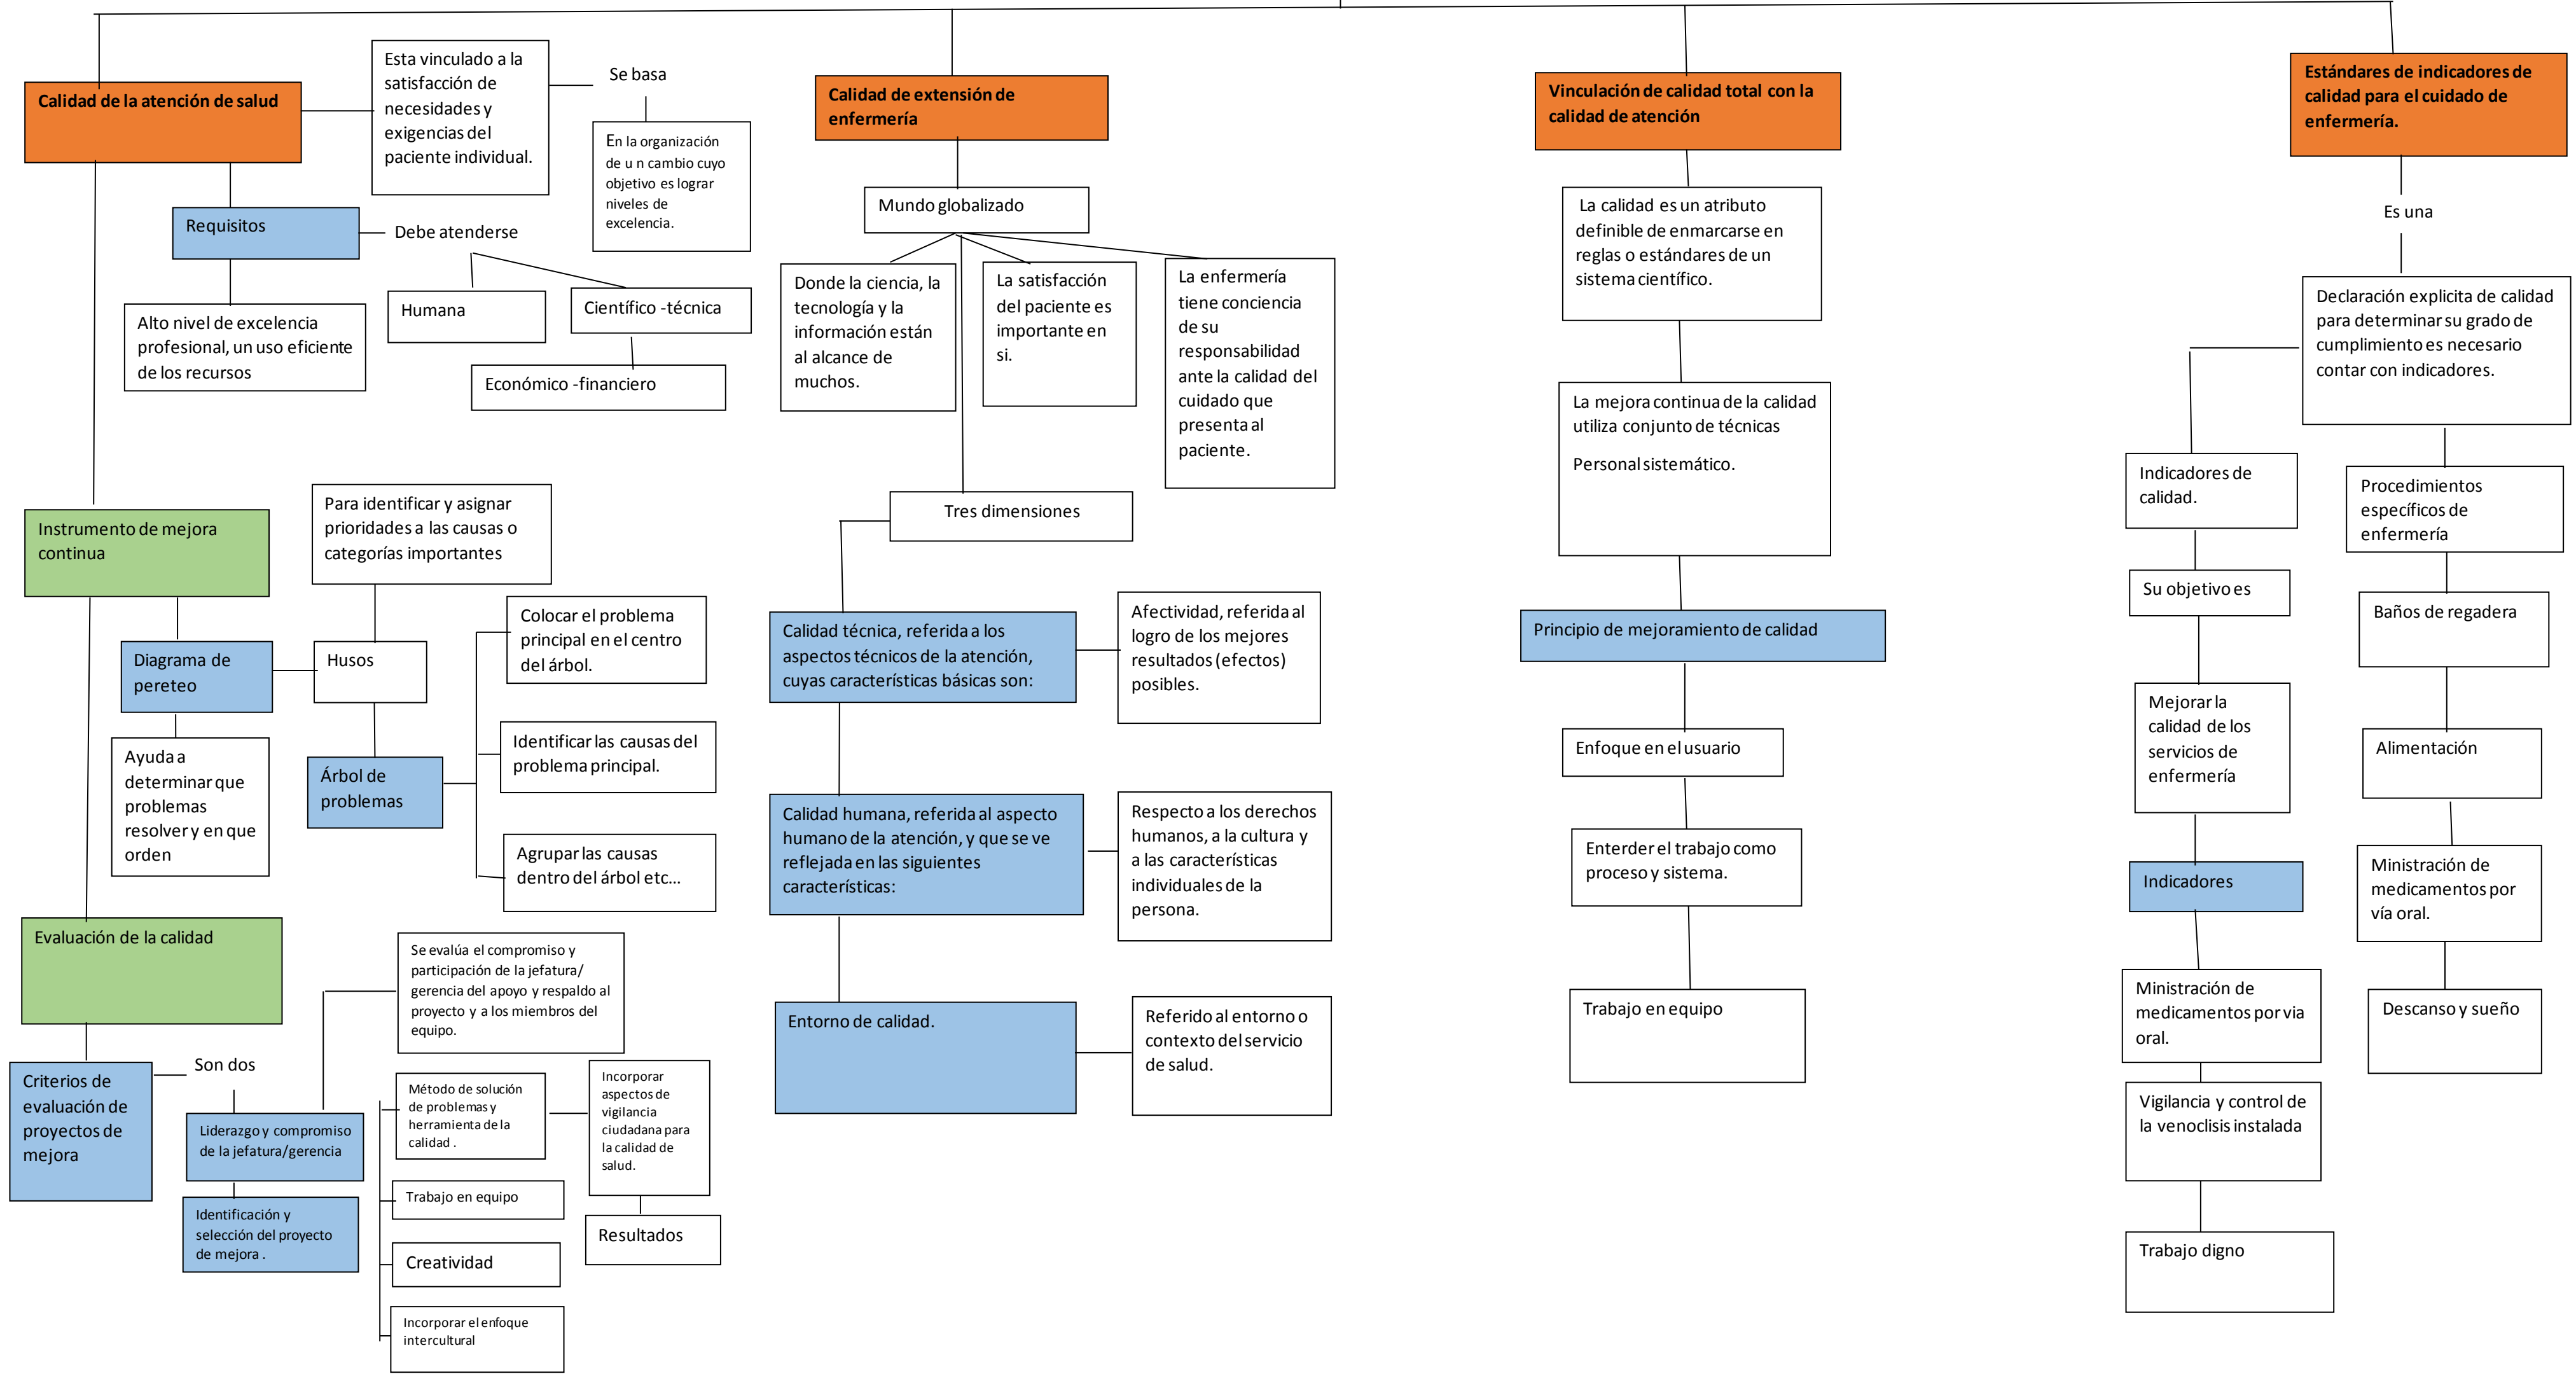 Calidad de la atención de salud
Esta vinculado a la
satisfacción de
necesidades y
exigencias del
paciente individual.
Se basa
En la organización
de u n cambio cuyo
objetivo es lograr
niveles de
excelencia.
Requisitos
Debe atenderse
Humana
Científico -técnica
Económico -financiero
Alto nivel de excelencia
profesional, un uso eficiente
de los recursos
Instrumento de mejora
continua
Para identificar y asignar
prioridades a las causas o
categorías importantes
Diagrama de
pereteo
Husos
Ayuda a
determinar que
problemas
resolver y en que
orden
Árbol de
problemas
Colocar el problema
principal en el centro
del árbol.
Identificar las causas del
problema principal.
Agrupar las causas
dentro del árbol etc...
Evaluación de la calidad
Criterios de
evaluación de
proyectos de
mejora
Son dos
Se evalúa el compromiso y
participación de la jefatura/
gerencia del apoyo y respaldo al
proyecto y a los miembros del
equipo.
Liderazgo y compromiso
de la jefatura/gerencia
Identificación y
selección del proyecto
de mejora .
Método de solución
de problemas y
herramienta de la
calidad .
Incorporar
aspectos de
vigilancia
ciudadana para
la calidad de
salud.
Trabajo en equipo
Resultados
Creatividad
Incorporar el enfoque
intercultural
Calidad de extensión de
enfermería
Mundo globalizado
Donde la ciencia, la
tecnología y la
información están
al alcance de
muchos.
La satisfacción
del paciente es
importante en
si.
La enfermería
tiene conciencia
de su
responsabilidad
ante la calidad del
cuidado que
presenta al
paciente.
Tres dimensiones
Calidad técnica, referida a los
aspectos técnicos de la atención,
cuyas características básicas son:
Afectividad, referida al
logro de los mejores
resultados (efectos)
posibles.
Calidad humana, referida al aspecto
humano de la atención, y que se ve
reflejada en las siguientes
características:
Respecto a los derechos
humanos, a la cultura y
a las características
individuales de la
persona.
Entorno de calidad.
Referido al entorno o
contexto del servicio
de salud.
Vinculación de calidad total con la
calidad de atención
La calidad es un atributo
definible de enmarcarse en
reglas o estándares de un
sistema científico.
La mejora continua de la calidad
utiliza conjunto de técnicas
Personal sistemático.
Principio de mejoramiento de calidad
Enfoque en el usuario
Enterder el trabajo como
proceso y sistema.
Trabajo en equipo
Estándares de indicadores de
calidad para el cuidado de
enfermería.
Es una
Declaración explicita de calidad
para determinar su grado de
cumplimiento es necesario
contar con indicadores.
Indicadores de
calidad.
Su objetivo es
Mejorar la
calidad de los
servicios de
enfermería
Indicadores
Ministración de
medicamentos por via
oral.
Vigilancia y control de
la venoclisis instalada
Trabajo digno
Procedimientos
específicos de
enfermería
Baños de regadera
Alimentación
Ministración de
medicamentos por
vía oral.
Descanso y sueño